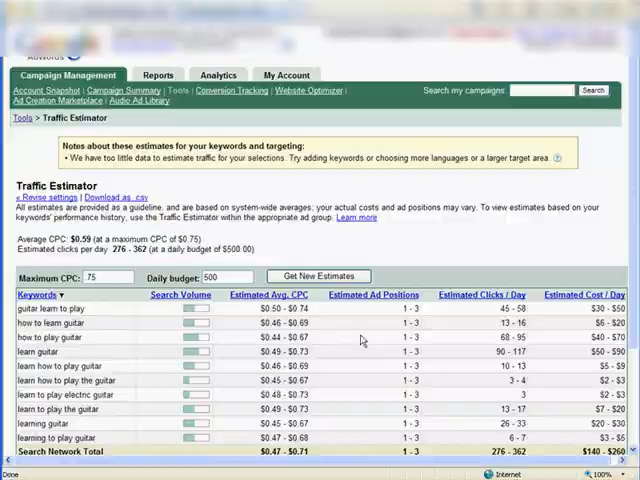 AdWords
Campaign Management Reports Analytics My Account
Account Snapshot | Campaign Summary | Tools | Conversion Tracking | Website Optimizer | Search my campaigns: Search
Ad Creation Marketplace | Audio Ad Library
Tools > Traffic Estimator
Notes about these estimates for your keywords and targeting:
• We have too little data to estimate traffic for your selections. Try adding keywords or choosing more languages or a larger target area. ?
Traffic Estimator
« Revise settings | Download as .csv
All estimates are provided as a guideline, and are based on system-wide averages; your actual costs and ad positions may vary. To view estimates based on your
keywords' performance history, use the Traffic Estimator within the appropriate ad group. Learn more
Average CPC: $0.59 (at a maximum CPC of $0.75)
Estimated clicks per day: 276 - 362 (at a daily budget of $500.00)
Maximum CPC: .75 Daily budget: 500 Get New Estimates
Keywords ▼ Search Volume Estimated Avg. CPC Estimated Ad Positions Estimated Clicks / Day Estimated Cost / Day
guitar learn to play $0.50 - $0.74 1 - 3 45 - 58 $30 - $50
how to learn guitar $0.46 - $0.69 1 - 3 13 - 16 $6 - $20
how to play guitar $0.44 - $0.67 1 - 3 68 - 95 $40 - $70
learn guitar $0.49 - $0.73 1 - 3 90 - 117 $50 - $90
learn how to play guitar $0.46 - $0.69 1 - 3 10 - 13 $5 - $9
learn how to play the guitar $0.45 - $0.67 1 - 3 3 - 4 $2 - $3
learn to play electric guitar $0.48 - $0.73 1 - 3 3 $2 - $3
learn to play the guitar $0.49 - $0.73 1 - 3 13 - 17 $7 - $20
learning guitar $0.45 - $0.67 1 - 3 26 - 33 $20 - $30
learning to play guitar $0.47 - $0.68 1 - 3 6 - 7 $3 - $5
Search Network Total $0.47 - $0.71 1 - 3 276 - 362 $140 - $260
Done Internet 100%